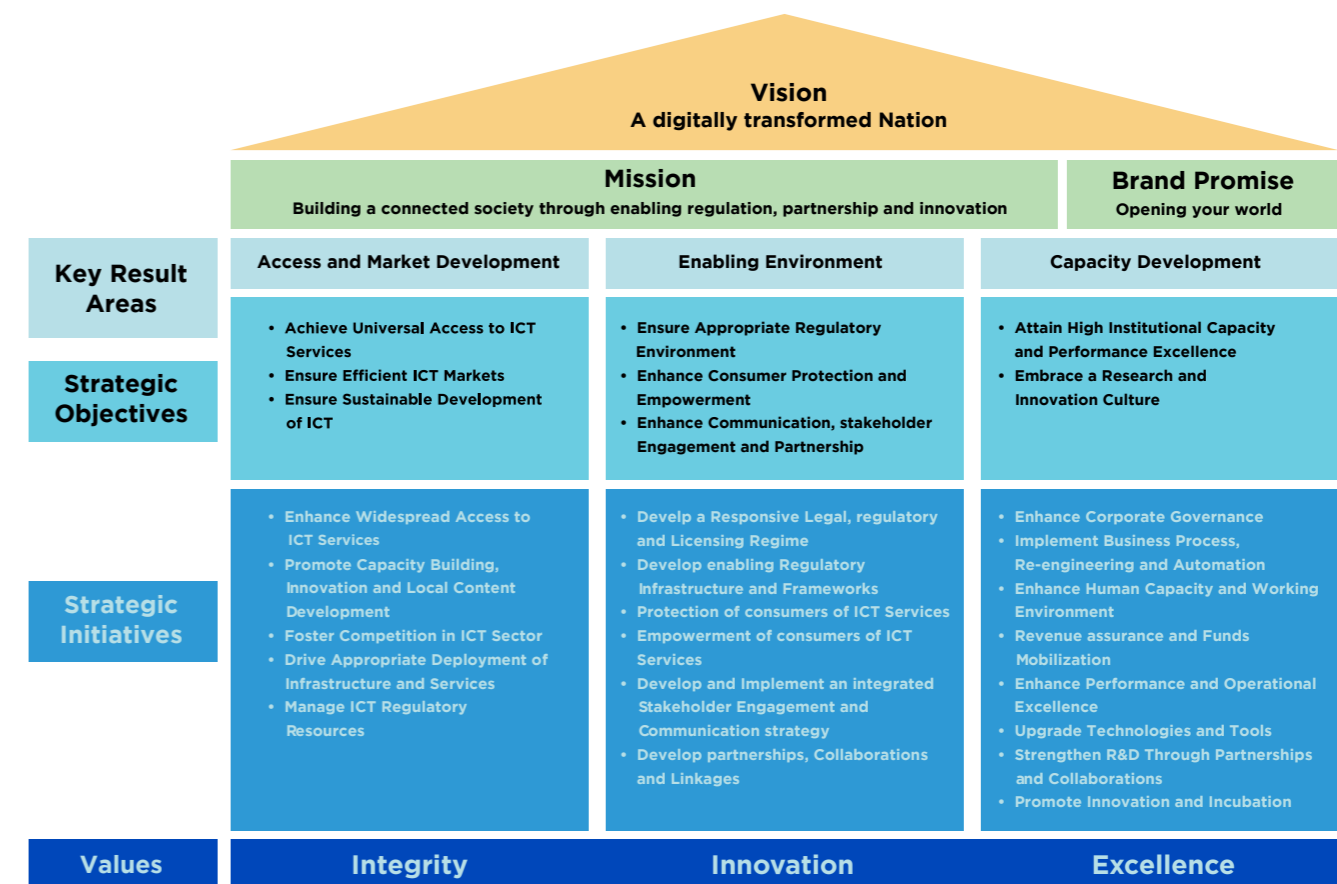 Vision
A digitally transformed Nation
Mission
Building a connected society through enabling regulation, partnership and innovation
Brand Promise
Opening your world
Key Result
Areas
Access and Market Development
Enabling Environment
Capacity Development
Strategic
Objectives
• Achieve Universal Access to ICT
Services
• Ensure Efficient ICT Markets
• Ensure Sustainable Development
of ICT
• Ensure Appropriate Regulatory
Environment
• Enhance Consumer Protection and
Empowerment
• Enhance Communication, stakeholder
Engagement and Partnership
• Attain High Institutional Capacity
and Performance Excellence
• Embrace a Research and
Innovation Culture
Strategic
Initiatives
• Enhance Widespread Access to
ICT Services
• Promote Capacity Building,
Innovation and Local Content
Development
• Foster Competition in ICT Sector
• Drive Appropriate Deployment of
Infrastructure and Services
• Manage ICT Regulatory
Resources
• Develp a Responsive Legal, regulatory
and Licensing Regime
• Develop enabling Regulatory
Infrastructure and Frameworks
• Protection of consumers of ICT Services
• Empowerment of consumers of ICT
Services
• Develop and Implement an integrated
Stakeholder Engagement and
Communication strategy
• Develop partnerships, Collaborations
and Linkages
• Enhance Corporate Governance
• Implement Business Process,
Re-engineering and Automation
• Enhance Human Capacity and Working
Environment
• Revenue assurance and Funds
Mobilization
• Enhance Performance and Operational
Excellence
• Upgrade Technologies and Tools
• Strengthen R&D Through Partnerships
and Collaborations
• Promote Innovation and Incubation
Values
Integrity
Innovation
Excellence